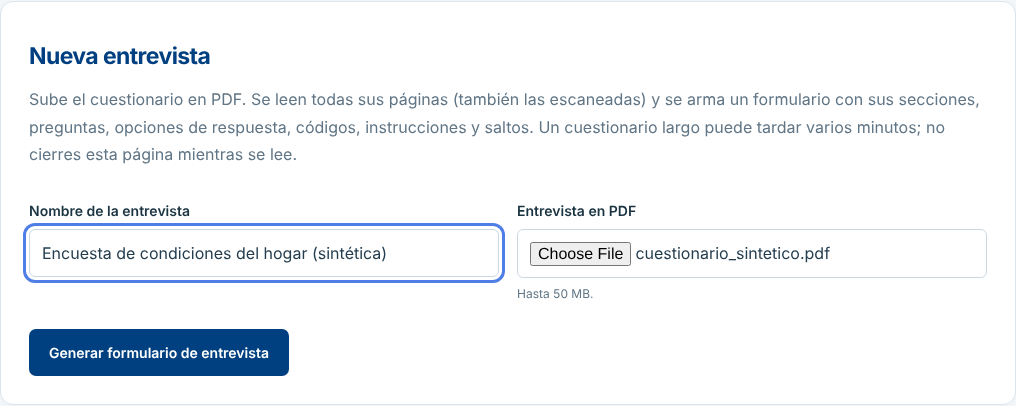 Nueva entrevista
Sube el cuestionario en PDF. Se leen todas sus páginas (también las escaneadas) y se arma un formulario con sus secciones,
preguntas, opciones de respuesta, códigos, instrucciones y saltos. Un cuestionario largo puede tardar varios minutos; no
cierres esta página mientras se lee.
Nombre de la entrevista
Encuesta de condiciones del hogar (sintética)
Entrevista en PDF
Choose File cuestionario_sintetico.pdf
Hasta 50 MB.
Generar formulario de entrevista